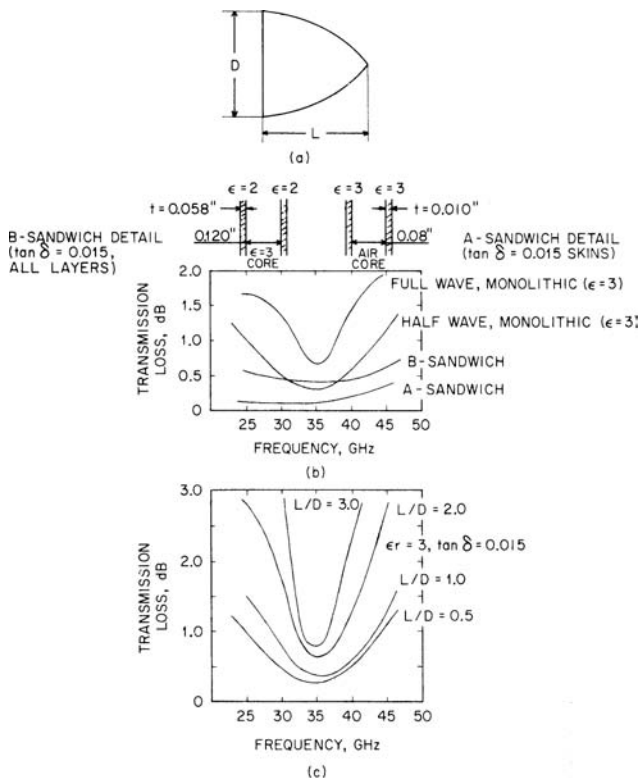 D
L
(a)
ϵ=2 ϵ=2 ϵ=3 ϵ=3
t=0.058" t=0.010"
B-SANDWICH DETAIL
(tan δ = 0.015,
ALL LAYERS)
0.120"
ϵ=3
CORE
AIR
CORE
0.08"
A-SANDWICH DETAIL
(tan δ = 0.015 SKINS)
TRANSMISSION
LOSS, dB
2.0
1.5
1.0
0.5
0
FULL WAVE, MONOLITHIC (ϵ=3)
HALF WAVE, MONOLITHIC (ϵ=3)
B-SANDWICH
A-SANDWICH
25 30 35 40 45 50
FREQUENCY, GHz
(b)
TRANSMISSION
LOSS, dB
3.0
2.0
1.0
0
L/D = 3.0
L/D = 2.0
ϵr = 3, tan δ = 0.015
L/D = 1.0
L/D = 0.5
25 30 35 40 45 50
FREQUENCY, GHz
(c)